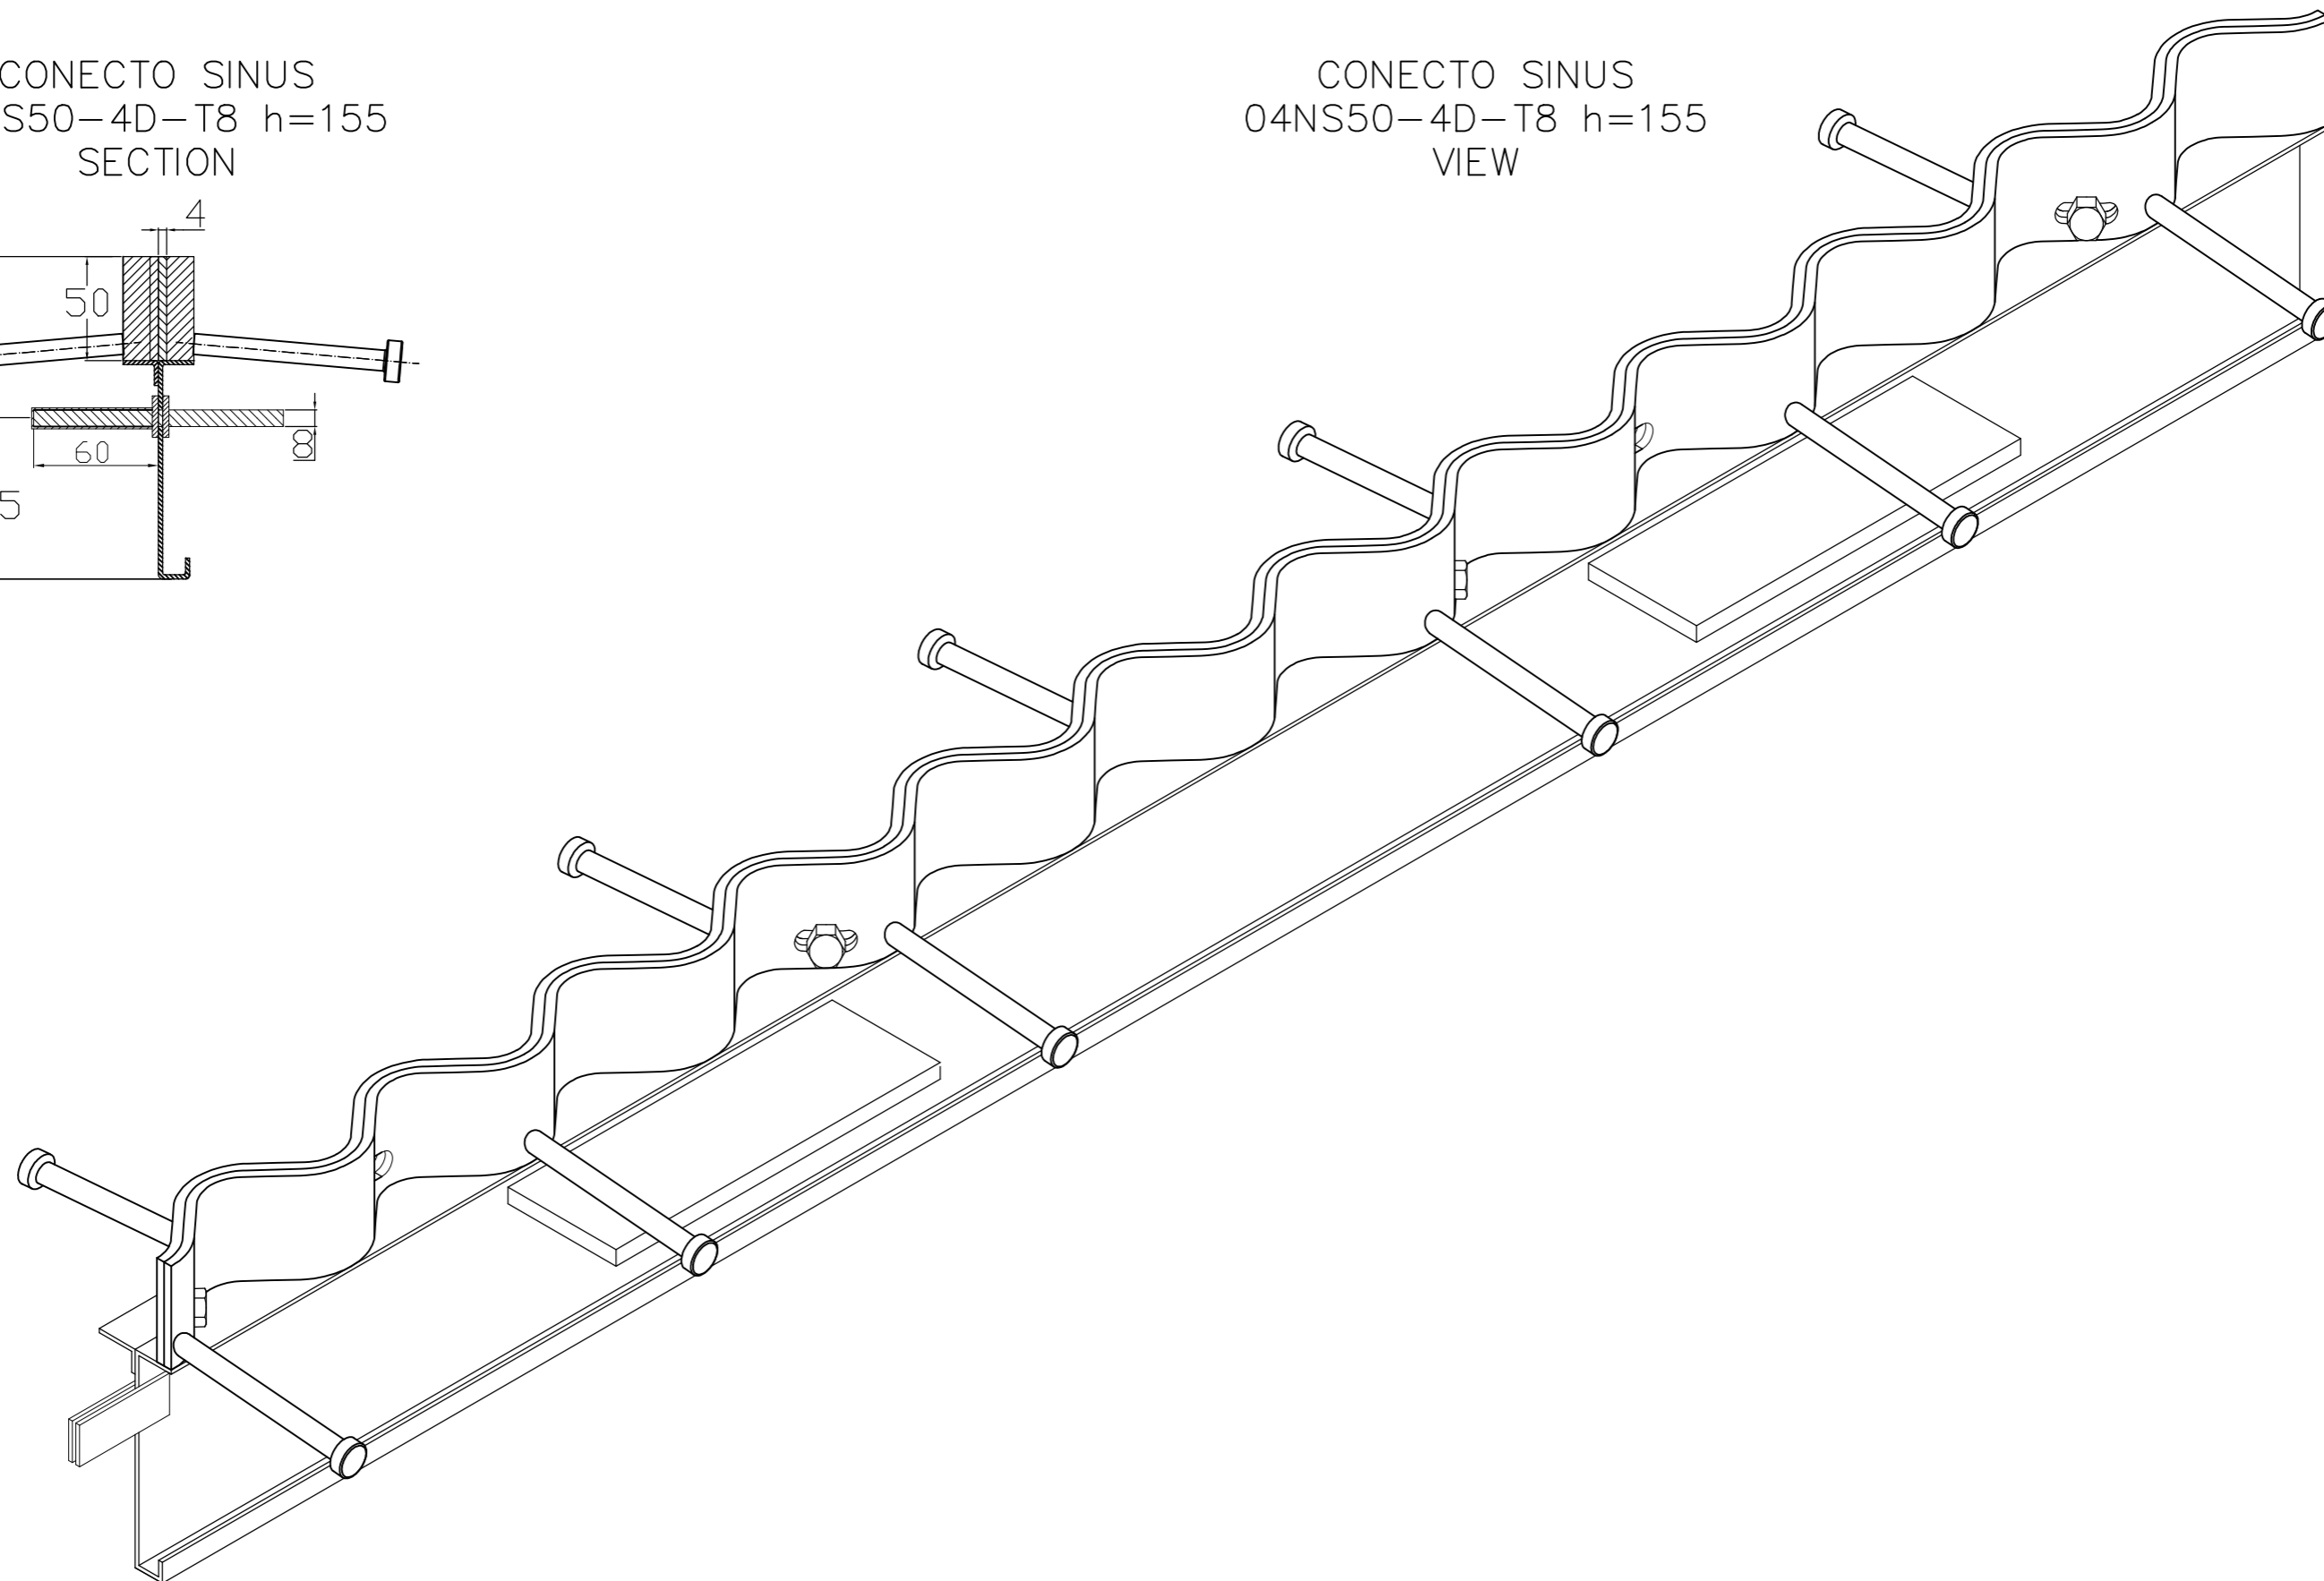 CONECTO SINUS
S50-4D-T8 h=155
SECTION
4
50
60
8
5
CONECTO SINUS
04NS50-4D-T8 h=155
VIEW